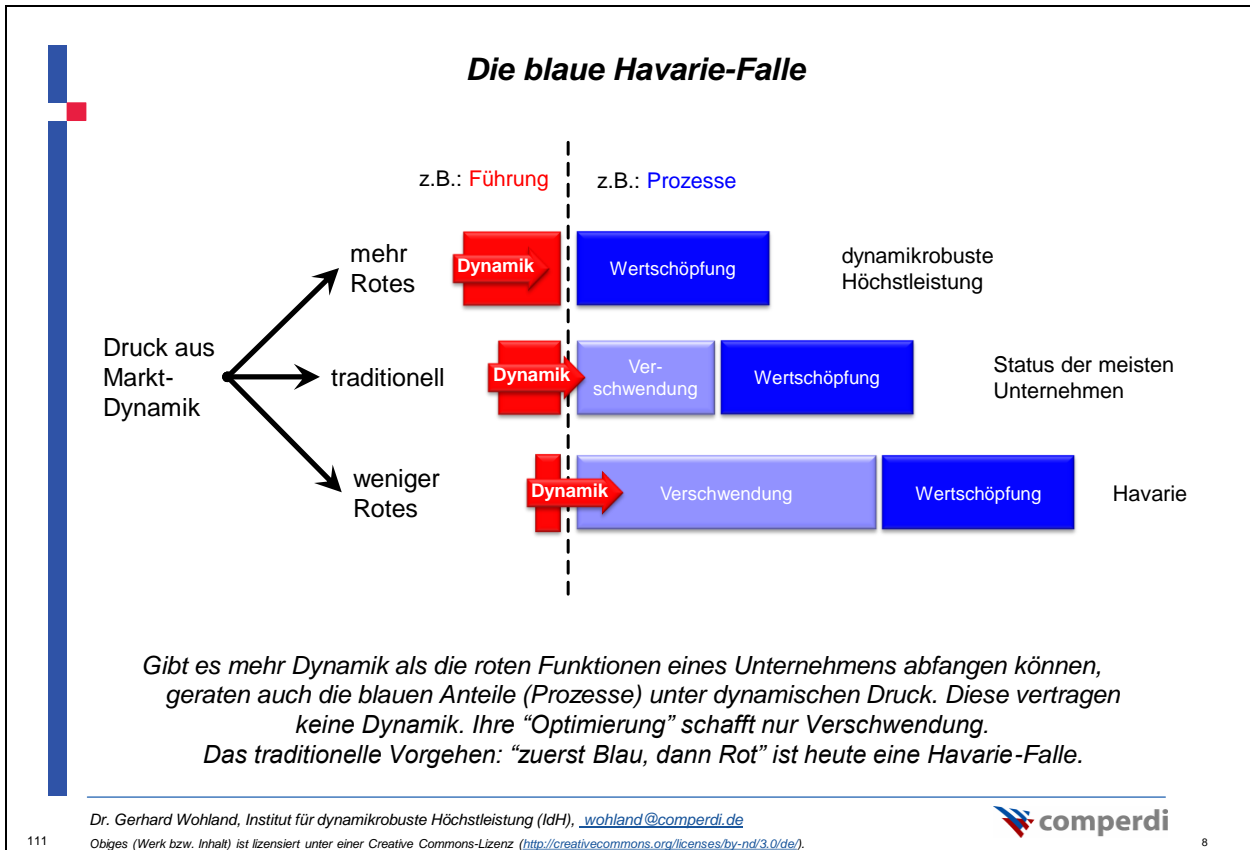 Die blaue Havarie-Falle
z.B.: Führung
z.B.: Prozesse
mehr
Rotes
Dynamik
Wertschöpfung
dynamikrobuste
Höchstleistung
Druck aus
Markt-
Dynamik
traditionell
Dynamik
Ver-
schwendung
Wertschöpfung
Status der meisten
Unternehmen
weniger
Rotes
Dynamik
Verschwendung
Wertschöpfung
Havarie
Gibt es mehr Dynamik als die roten Funktionen eines Unternehmens abfangen können,
geraten auch die blauen Anteile (Prozesse) unter dynamischen Druck. Diese vertragen
keine Dynamik. Ihre “Optimierung” schafft nur Verschwendung.
Das traditionelle Vorgehen: “zuerst Blau, dann Rot” ist heute eine Havarie-Falle.
Dr. Gerhard Wohland, Institut für dynamikrobuste Höchstleistung (IdH), wohland@comperdi.de
comperdi
111
Obiges (Werk bzw. Inhalt) ist lizensiert unter einer Creative Commons-Lizenz (http://creativecommons.org/licenses/by-nd/3.0/de/).
8